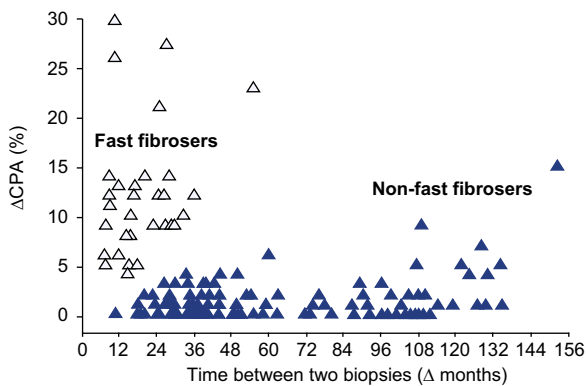 30
25
20
15
10
5
0
ΔCPA (%)
Fast fibrosers
Non-fast fibrosers
0 12 24 36 48 60 72 84 96 108 120 132 144 156
Time between two biopsies (Δ months)